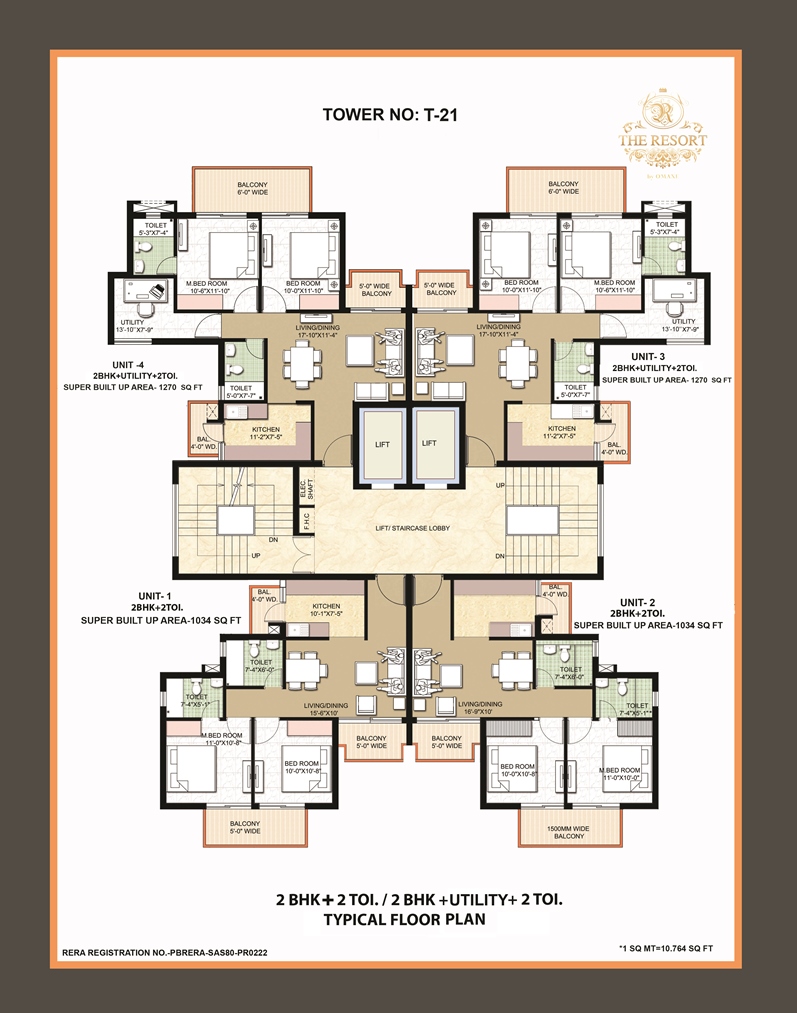 TOWER NO: T-21
R
THE RESORT
by OMAXE
BALCONY
6'-0" WIDE
BALCONY
6'-0" WIDE
TOILET
5'-3"X7'-4"
M.BED ROOM
10'-6"X11'-10"
BED ROOM
10'-0"X11'-10"
5'-0" WIDE
BALCONY
5'-0" WIDE
BALCONY
BED ROOM
10'-0"X11'-10"
M.BED ROOM
10'-6"X11'-10"
TOILET
5'-3"X7'-4"
UTILITY
13'-10"X7'-9"
LIVING/DINING
17'-10"X11'-4"
LIVING/DINING
17'-10"X11'-4"
UTILITY
13'-10"X7'-9"
UNIT -4
2BHK+UTILITY+2TOI.
SUPER BUILT UP AREA- 1270 SQ FT
UNIT- 3
2BHK+UTILITY+2TOI.
SUPER BUILT UP AREA- 1270 SQ FT
TOILET
5'-0"X7'-7"
TOILET
5'-0"X7'-7"
BAL.
4'-0" WD.
KITCHEN
11'-2"X7'-5"
LIFT
LIFT
KITCHEN
11'-2"X7'-5"
BAL.
4'-0" WD.
ELEC.
SHAFT
F.H.C
DN
UP
LIFT/ STAIRCASE LOBBY
UP
DN
UNIT- 1
2BHK+2TOI.
SUPER BUILT UP AREA-1034 SQ FT
UNIT- 2
2BHK+2TOI.
SUPER BUILT UP AREA-1034 SQ FT
BAL.
4'-0" WD.
KITCHEN
10'-1"X7'-5"
BAL.
4'-0" WD.
TOILET
7'-4"X6'-0"
TOILET
7'-4"X6'-0"
TOILET
7'-4"X5'-1"
LIVING/DINING
15'-6"X10'
LIVING/DINING
16'-9"X10'
TOILET
7'-4"X5'-1"
M.BED ROOM
11'-0"X10'-8"
BED ROOM
10'-0"X10'-8"
BALCONY
5'-0" WIDE
BALCONY
5'-0" WIDE
BED ROOM
10'-0"X10'-8"
M.BED ROOM
11'-0"X10'-0"
BALCONY
5'-0" WIDE
1500MM WIDE
BALCONY
2 BHK+ 2 TOI. / 2 BHK +UTILITY+ 2 TOI.
TYPICAL FLOOR PLAN
RERA REGISTRATION NO.-PBRERA-SAS80-PR0222
*1 SQ MT=10.764 SQ FT